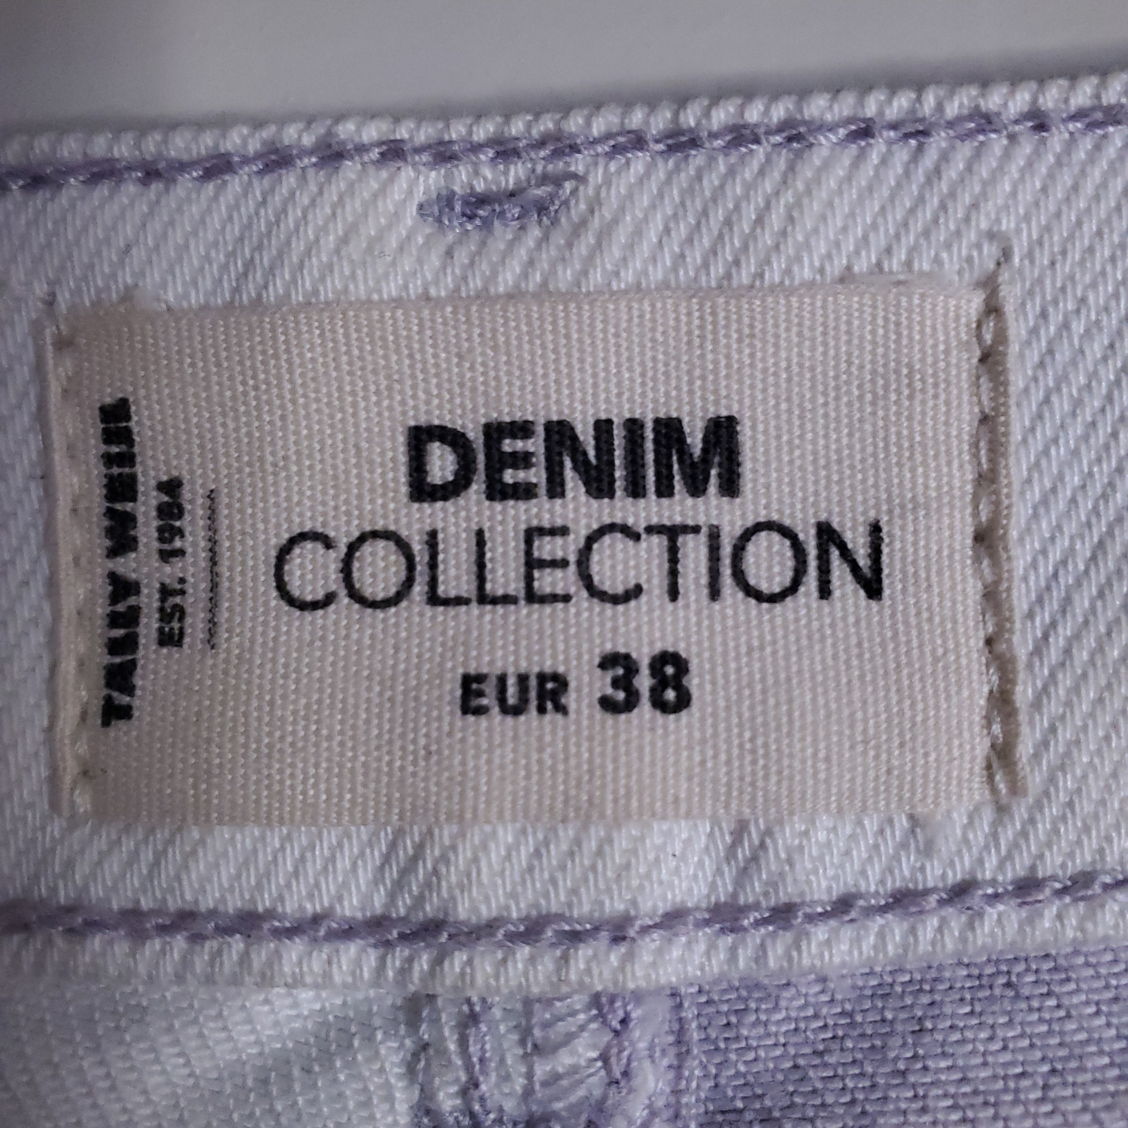 TALLY WEIJL
EST. 1984
DENIM
COLLECTION
EUR 38